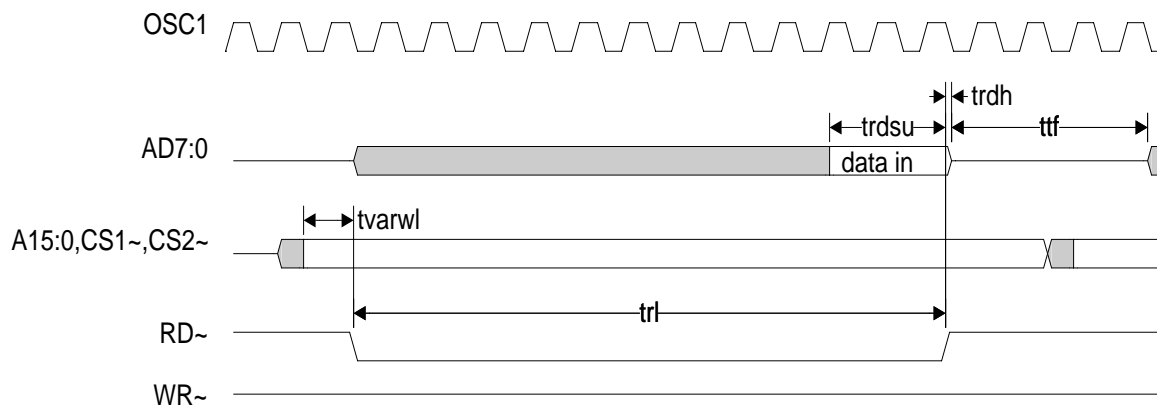 OSC1
trdh
trdsu
ttf
AD7:0
data in
tvarwl
A15:0,CS1~,CS2~
trl
RD~
WR~